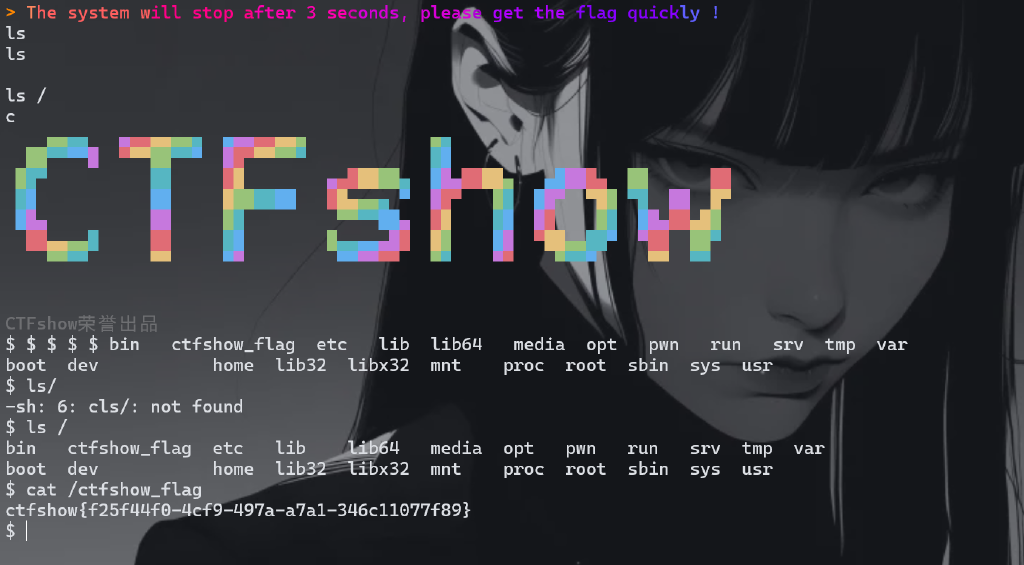 > The system will stop after 3 seconds, please get the flag quickly !
ls
ls
ls /
c
CTFshow
CTFshow荣誉出品
$ $ $ $ $ bin ctfshow_flag etc lib lib64 media opt pwn run srv tmp var
boot dev home lib32 libx32 mnt proc root sbin sys usr
$ ls/
-sh: 6: cls/: not found
$ ls /
bin ctfshow_flag etc lib lib64 media opt pwn run srv tmp var
boot dev home lib32 libx32 mnt proc root sbin sys usr
$ cat /ctfshow_flag
ctfshow{f25f44f0-4cf9-497a-a7a1-346c11077f89}
$